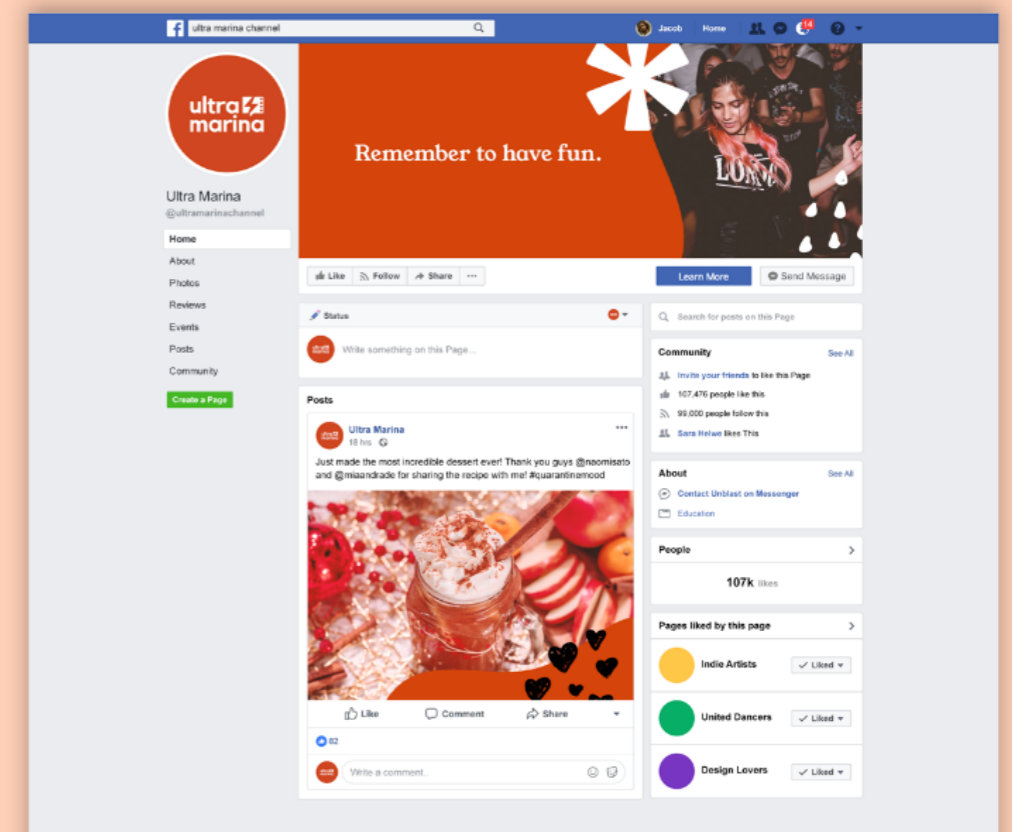 ultra marina channel
Jacob
Home
14
ultra
marina
Remember to have fun.
LONDON
Ultra Marina
@ultramarinachannel
Home
About
Photos
Reviews
Events
Posts
Community
Create a Page
Like
Follow
Share
Learn More
Send Message
Status
Write something on this Page...
Posts
Ultra Marina
18 hrs
Just made the most incredible dessert ever! Thank you guys @naomisato
and @miaandrade for sharing the recipe with me! #quarantinemood
Like
Comment
Share
82
Write a comment..
Search for posts on this Page
Community
See All
Invite your friends to like this Page
107,476 people like this
99,000 people follow this
Sara Helwe likes This
About
See All
Contact Unblast on Messenger
Education
People
107k likes
Pages liked by this page
Indie Artists
Liked
United Dancers
Liked
Design Lovers
Liked